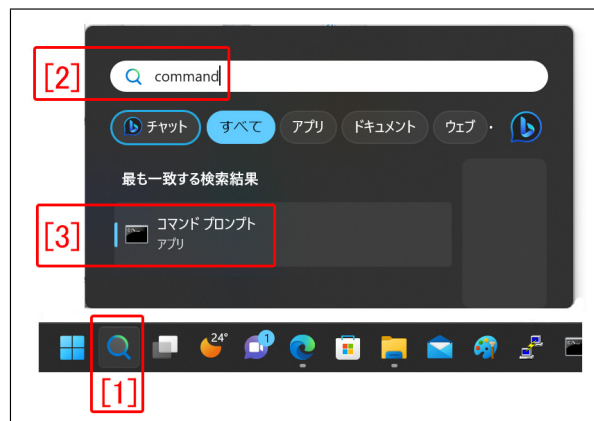 [2] command
チャット すべて アプリ ドキュメント ウェブ
最も一致する検索結果
[3] コマンド プロンプト
アプリ
24° 1
[1]